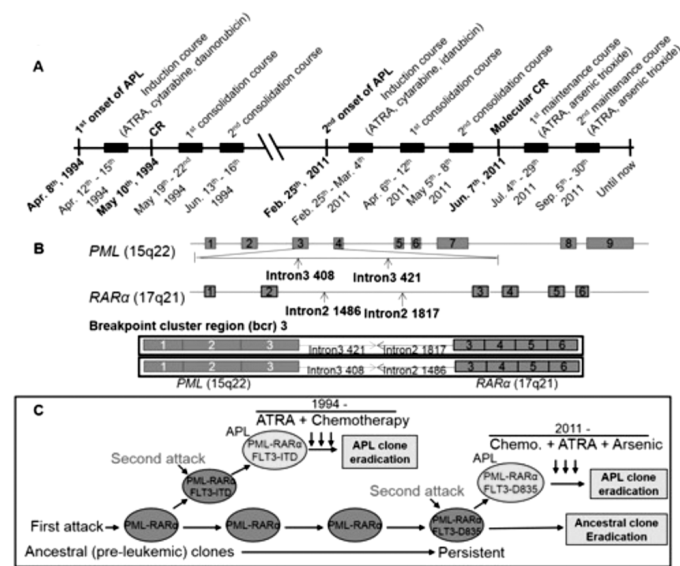 A
1st onset of APL
Induction course
(ATRA, cytarabine, daunorubicin)
CR
1st consolidation course
2nd consolidation course
2nd onset of APL
Induction course
(ATRA, cytarabine, idarubicin)
1st consolidation course
2nd consolidation course
Molecular CR
1st maintenance course
(ATRA, arsenic trioxide)
2nd maintenance course
(ATRA, arsenic trioxide)
Apr. 8th, 1994
Apr. 12th - 15th
1994
May 10th, 1994
May 19th - 22nd
1994
Jun. 13th - 16th
1994
Feb. 25th, 2011
Feb. 25th - Mar. 4th
2011
Apr. 6th - 12th
2011
May 5th - 8th
2011
Jun. 7th, 2011
Jul. 4th - 29th
2011
Sep. 5th - 30th
2011
Until now
B
PML (15q22)
1 2 3 4 5 6 7 8 9
Intron3 408
Intron3 421
RARα (17q21)
1 2 3 4 5 6
Intron2 1486
Intron2 1817
Breakpoint cluster region (bcr) 3
1 2 3 Intron3 421 Intron2 1817 3 4 5 6
1 2 3 Intron3 408 Intron2 1486 3 4 5 6
PML (15q22) RARα (17q21)
C
1994 -
ATRA + Chemotherapy
APL
PML-RARα
FLT3-ITD
APL clone
eradication
Second attack
PML-RARα
FLT3-ITD
2011 -
Chemo. + ATRA + Arsenic
APL
PML-RARα
FLT3-D835
APL clone
eradication
Second attack
First attack
PML-RARα
PML-RARα
PML-RARα
PML-RARα
FLT3-D835
Ancestral clone
Eradication
Ancestral (pre-leukemic) clones
Persistent